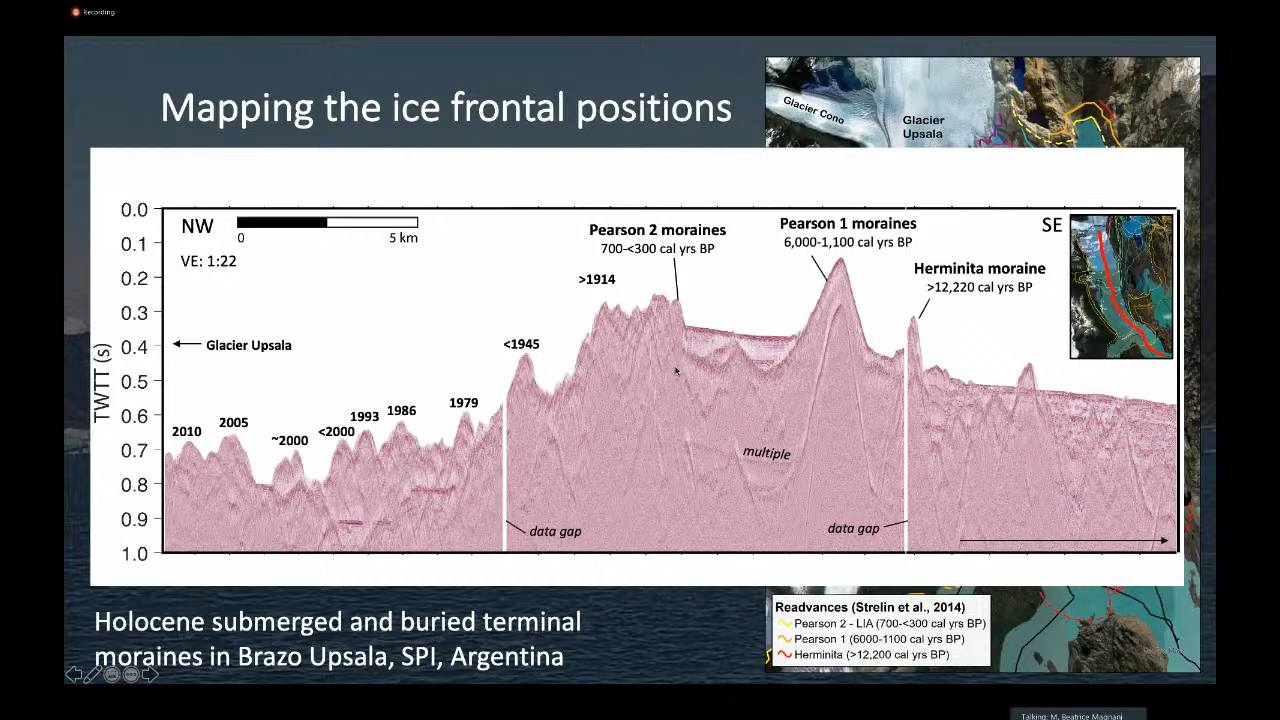 Recording
Mapping the ice frontal positions
Glacier Cono
Glacier
Upsala
NW
0
5 km
VE: 1:22
Pearson 2 moraines
700-<300 cal yrs BP
Pearson 1 moraines
6,000-1,100 cal yrs BP
SE
Herminita moraine
>12,220 cal yrs BP
>1914
<1945
Glacier Upsala
1979
1986
1993
<2000
~2000
2005
2010
multiple
data gap
data gap
TWTT (s)
0.0
0.1
0.2
0.3
0.4
0.5
0.6
0.7
0.8
0.9
1.0
Holocene submerged and buried terminal
moraines in Brazo Upsala, SPI, Argentina
Readvances (Strelin et al., 2014)
Pearson 2 - LIA (700-<300 cal yrs BP)
Pearson 1 (6000-1100 cal yrs BP)
Herminita (>12,200 cal yrs BP)
Talking: M. Beatrice Magnani